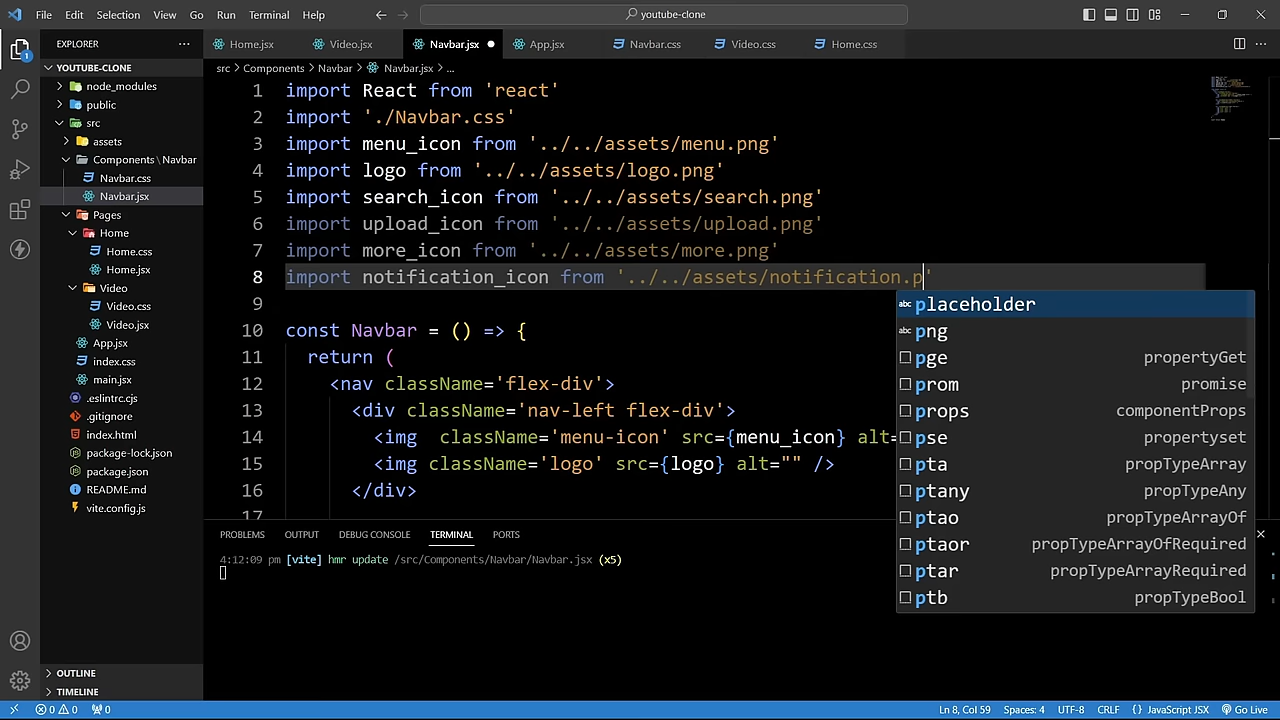 File Edit Selection View Go Run Terminal Help
youtube-clone
EXPLORER
Home.jsx Video.jsx Navbar.jsx App.jsx Navbar.css Video.css Home.css
YOUTUBE-CLONE
src > Components > Navbar > Navbar.jsx > ...
node_modules
public
src
assets
Components \ Navbar
Navbar.css
Navbar.jsx
Pages
Home
Home.css
Home.jsx
Video
Video.css
Video.jsx
App.jsx
index.css
main.jsx
.eslintrc.cjs
.gitignore
index.html
package-lock.json
package.json
README.md
vite.config.js
OUTLINE
TIMELINE
1 import React from 'react'
2 import './Navbar.css'
3 import menu_icon from '../../assets/menu.png'
4 import logo from '../../assets/logo.png'
5 import search_icon from '../../assets/search.png'
6 import upload_icon from '../../assets/upload.png'
7 import more_icon from '../../assets/more.png'
8 import notification_icon from '../../assets/notification.p'
9
10 const Navbar = () => {
11 return (
12 <nav className='flex-div'>
13 <div className='nav-left flex-div'>
14 <img className='menu-icon' src={menu_icon} alt=
15 <img className='logo' src={logo} alt="" />
16 </div>
17
abc placeholder
abc png
pge propertyGet
prom promise
props componentProps
pse propertyset
pta propTypeArray
ptany propTypeAny
ptao propTypeArrayOf
ptaor propTypeArrayOfRequired
ptar propTypeArrayRequired
ptb propTypeBool
PROBLEMS OUTPUT DEBUG CONSOLE TERMINAL PORTS
4:12:09 pm [vite] hmr update /src/Components/Navbar/Navbar.jsx (x5)
1
0 0 0 Ln 8, Col 59 Spaces: 4 UTF-8 CRLF {} JavaScript JSX Go Live